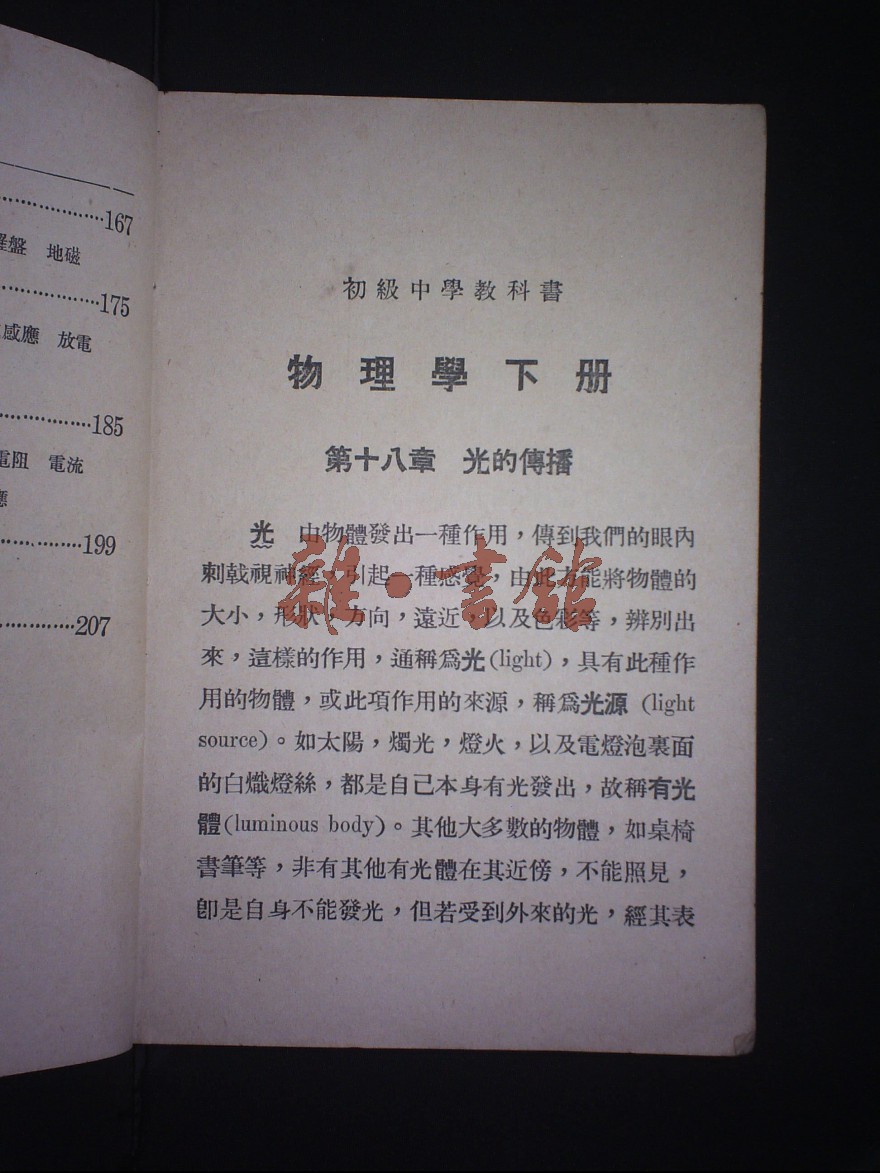 167
羅盤 地磁
175
感應 放電
185
電阻 電流
應
199
207
初級中學教科書
物理學下册
第十八章 光的傳播
光 由物體發出一種作用，傳到我們的眼內
刺戟視神經，引起一種感覺，由此方能將物體的
大小，形狀，方向，遠近，以及色彩等，辨別出
來，這樣的作用，通稱爲光(light)，具有此種作
用的物體，或此項作用的來源，稱爲光源 (light
source)。如太陽，燭光，燈火，以及電燈泡裏面
的白熾燈絲，都是自己本身有光發出，故稱有光
體(luminous body)。其他大多數的物體，如桌椅
書筆等，非有其他有光體在其近傍，不能照見，
卽是自身不能發光，但若受到外來的光，經其表
雜·書館